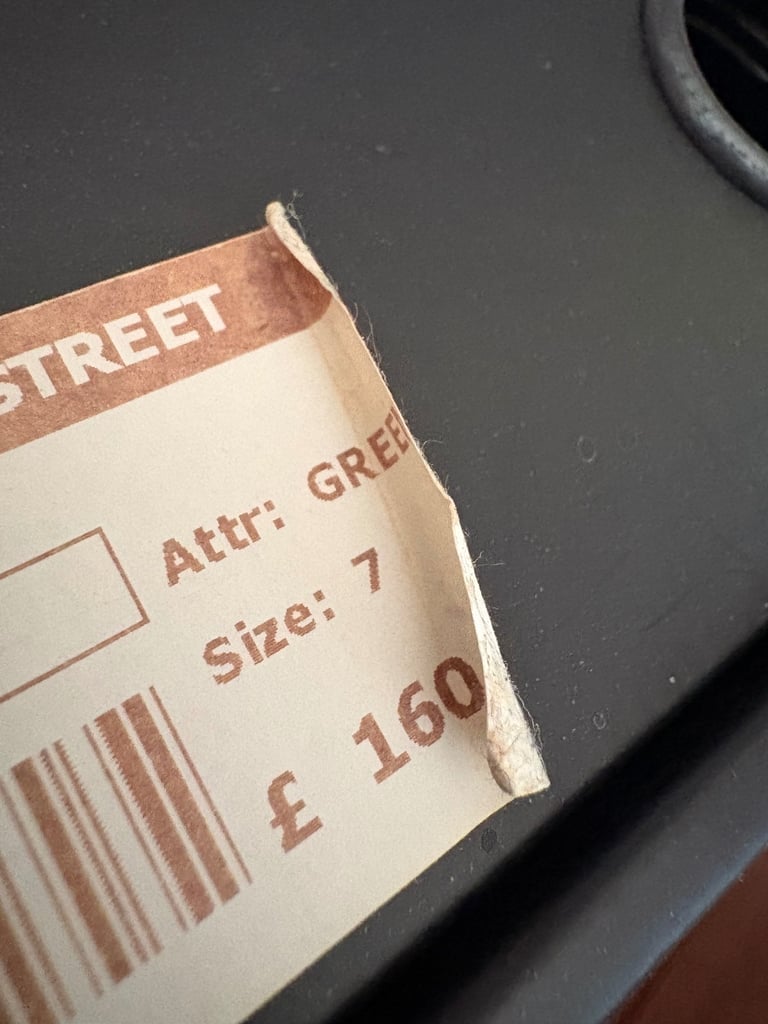 STREET
Attr: GREE
Size: 7
£ 160